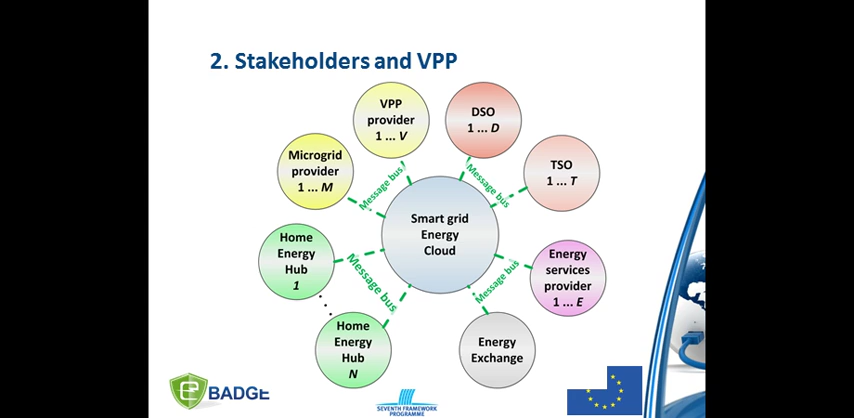 2. Stakeholders and VPP
VPP
provider
1 ... V
DSO
1 ... D
Microgrid
provider
1 ... M
TSO
1 ... T
Message bus
Message bus
Smart grid
Energy
Cloud
Home
Energy
Hub
1
Message bus
Message bus
Energy
services
provider
1 ... E
Home
Energy
Hub
N
Energy
Exchange
e BADGE
SEVENTH FRAMEWORK
PROGRAMME